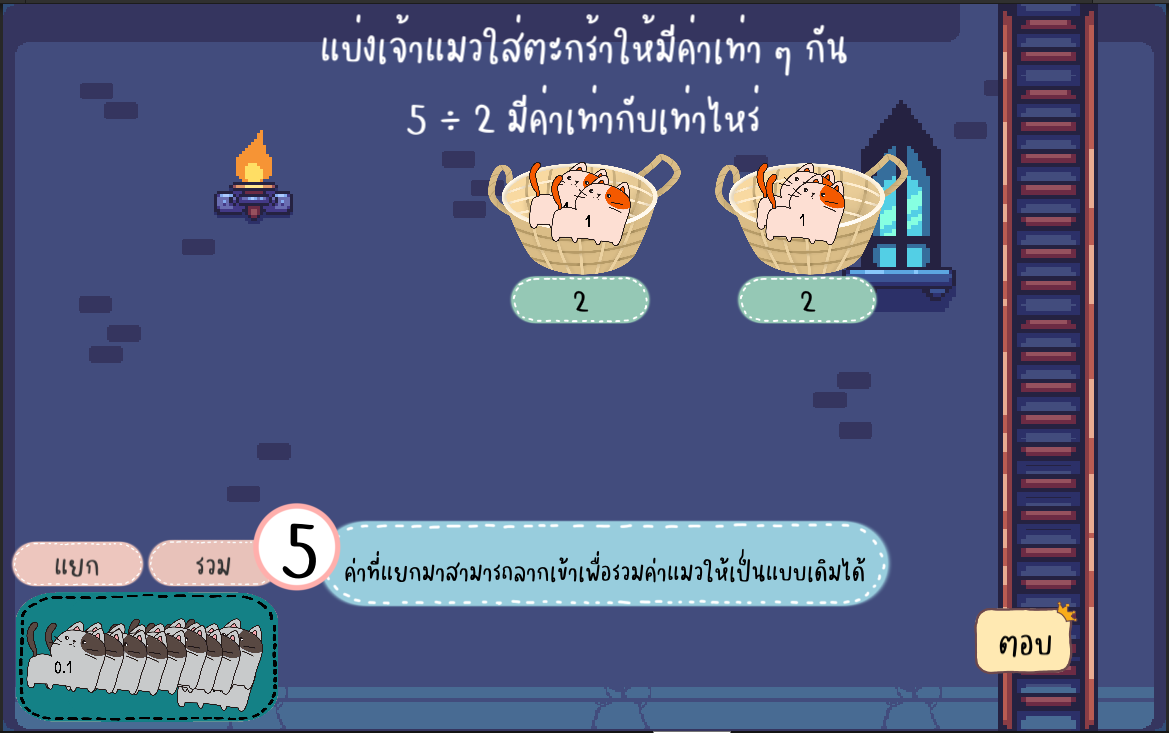 แบ่งเจ้าแมวใส่ตะกร้าให้มีค่าเท่า ๆ กัน
5 ÷ 2 มีค่าเท่ากับเท่าไหร่
1
1
2
2
แยก
รวม
5
ค่าที่แยกมาสามารถลากเข้าเพื่อรวมค่าแมวให้เป็นแบบเดิมได้
0.1
ตอบ